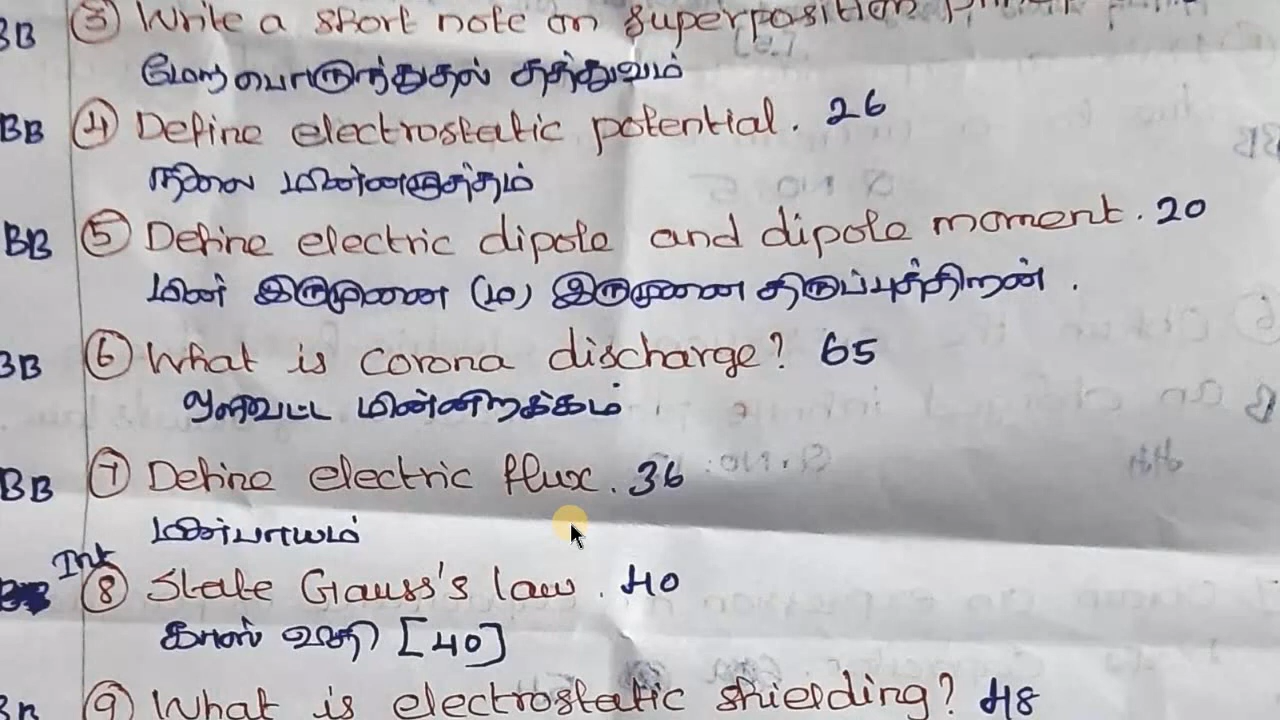 BB ③ Write a short note on superposition
மேற்பொருந்துதல் தத்துவம்
BB ④ Define electrostatic potential. 26
நிலை மின்னழுத்தம்
BB ⑤ Define electric dipole and dipole moment. 20
மின் இருமுனை (ம) இருமுனை திருப்புத்திறன்.
BB ⑥ What is corona discharge? 65
ஒளிவட்ட மின்னிறக்கம்
BB ⑦ Define electric flux. 36
மின்பாயம்
Int ⑧ State Gauss's law. 40
காஸ் விதி [40]
BB ⑨ What is electrostatic shielding? 48